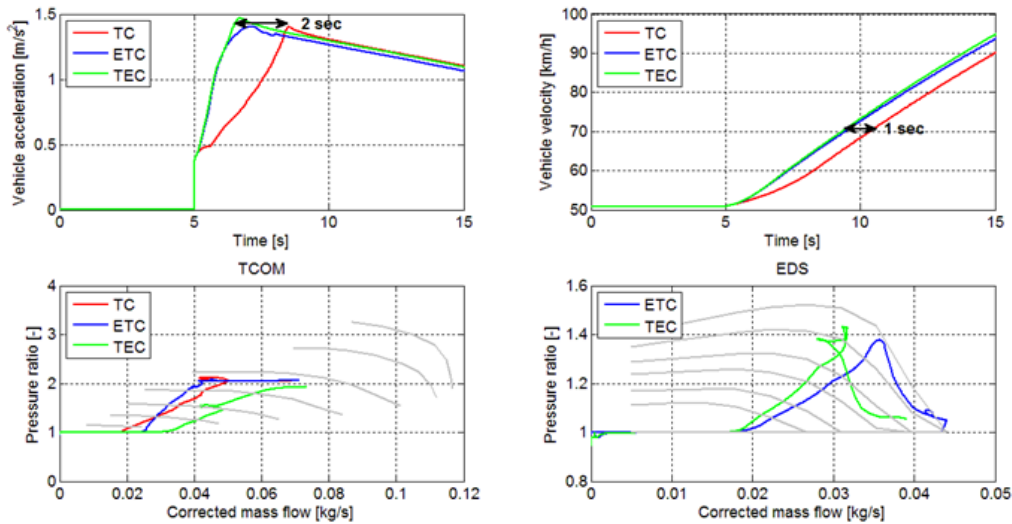 Vehicle acceleration [m/s²]
1.5
1
0.5
0
TC
ETC
TEC
2 sec
0 5 10 15
Time [s]
Vehicle velocity [km/h]
100
90
80
70
60
50
TC
ETC
TEC
1 sec
0 5 10 15
Time [s]
TCOM
Pressure ratio [-]
4
3
2
1
0
TC
ETC
TEC
0 0.02 0.04 0.06 0.08 0.1 0.12
Corrected mass flow [kg/s]
EDS
Pressure ratio [-]
1.6
1.4
1.2
1
0.8
ETC
TEC
0 0.01 0.02 0.03 0.04 0.05
Corrected mass flow [kg/s]